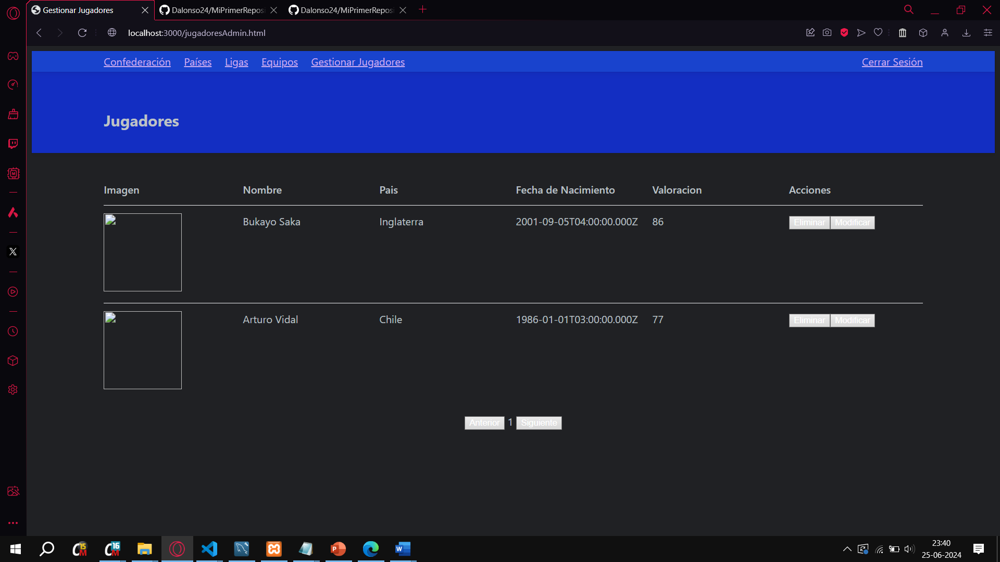 Gestionar Jugadores
Dalonso24/MiPrimerReposi
Dalonso24/MiPrimerReposi
localhost:3000/jugadoresAdmin.html
Confederación Países Ligas Equipos Gestionar Jugadores Cerrar Sesión
Jugadores
Imagen Nombre Pais Fecha de Nacimiento Valoracion Acciones
Bukayo Saka Inglaterra 2001-09-05T04:00:00.000Z 86 Eliminar Modificar
Arturo Vidal Chile 1986-01-01T03:00:00.000Z 77 Eliminar Modificar
Anterior 1 Siguiente
23:40
25-06-2024